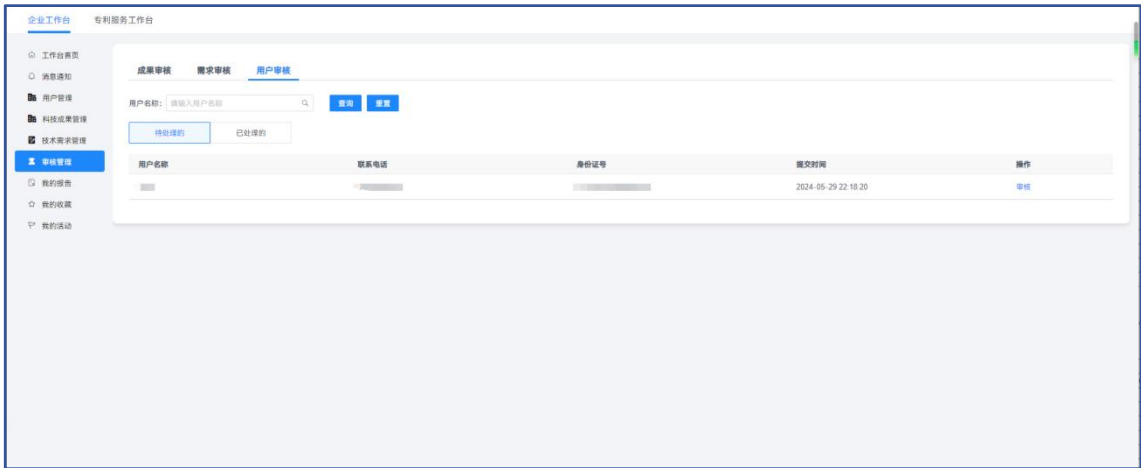 企业工作台 专利服务工作台
工作台首页
消息通知
用户管理
科技成果管理
技术需求管理
审核管理
我的报告
我的收藏
我的活动
成果审核 需求审核 用户审核
用户名称： 请输入用户名称 查询 重置
待处理的 已处理的
用户名称 联系电话 身份证号 提交时间 操作
2024-05-29 22:18:20 审核